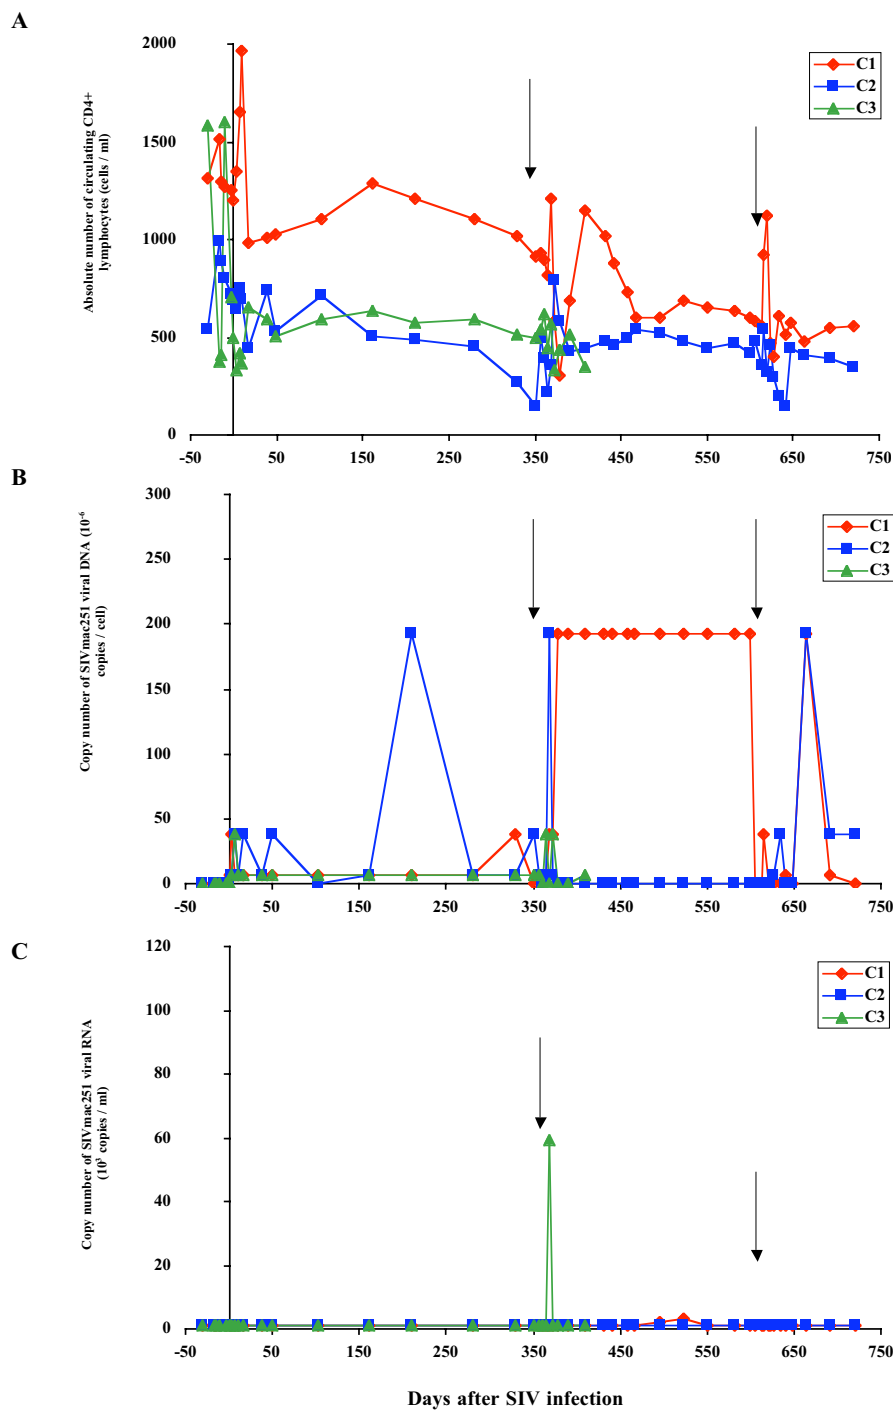 A
Absolute number of circulating CD4+
lymphocytes (cells / ml)
2000
1500
1000
500
0
-50 50 150 250 350 450 550 650 750
C1
C2
C3
B
Copy number of SIVmac251 viral DNA (10-6
copies / cell)
300
250
200
150
100
50
0
-50 50 150 250 350 450 550 650 750
C1
C2
C3
C
Copy number of SIVmac251 viral RNA
(10³ copies / ml)
120
100
80
60
40
20
0
-50 50 150 250 350 450 550 650 750
C1
C2
C3
Days after SIV infection